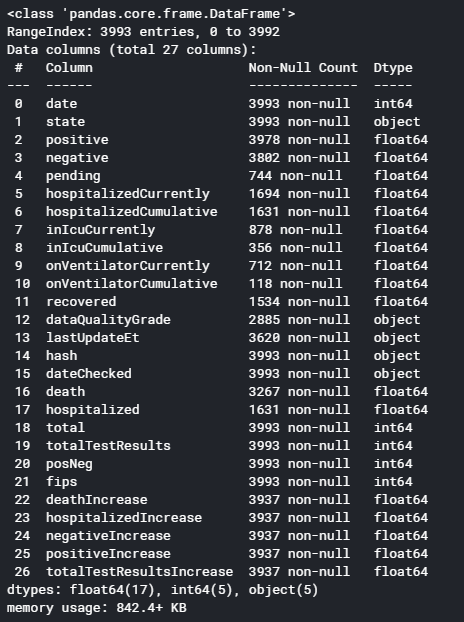 <class 'pandas.core.frame.DataFrame'>
RangeIndex: 3993 entries, 0 to 3992
Data columns (total 27 columns):
 #   Column                    Non-Null Count  Dtype
---  ------                    --------------  -----
 0   date                      3993 non-null   int64
 1   state                     3993 non-null   object
 2   positive                  3978 non-null   float64
 3   negative                  3802 non-null   float64
 4   pending                   744 non-null    float64
 5   hospitalizedCurrently     1694 non-null   float64
 6   hospitalizedCumulative    1631 non-null   float64
 7   inIcuCurrently            878 non-null    float64
 8   inIcuCumulative           356 non-null    float64
 9   onVentilatorCurrently     712 non-null    float64
 10  onVentilatorCumulative    118 non-null    float64
 11  recovered                 1534 non-null   float64
 12  dataQualityGrade          2885 non-null   object
 13  lastUpdateEt              3620 non-null   object
 14  hash                      3993 non-null   object
 15  dateChecked               3993 non-null   object
 16  death                     3267 non-null   float64
 17  hospitalized              1631 non-null   float64
 18  total                     3993 non-null   int64
 19  totalTestResults          3993 non-null   int64
 20  posNeg                    3993 non-null   int64
 21  fips                      3993 non-null   int64
 22  deathIncrease             3937 non-null   float64
 23  hospitalizedIncrease      3937 non-null   float64
 24  negativeIncrease          3937 non-null   float64
 25  positiveIncrease          3937 non-null   float64
 26  totalTestResultsIncrease  3937 non-null   float64
dtypes: float64(17), int64(5), object(5)
memory usage: 842.4+ KB